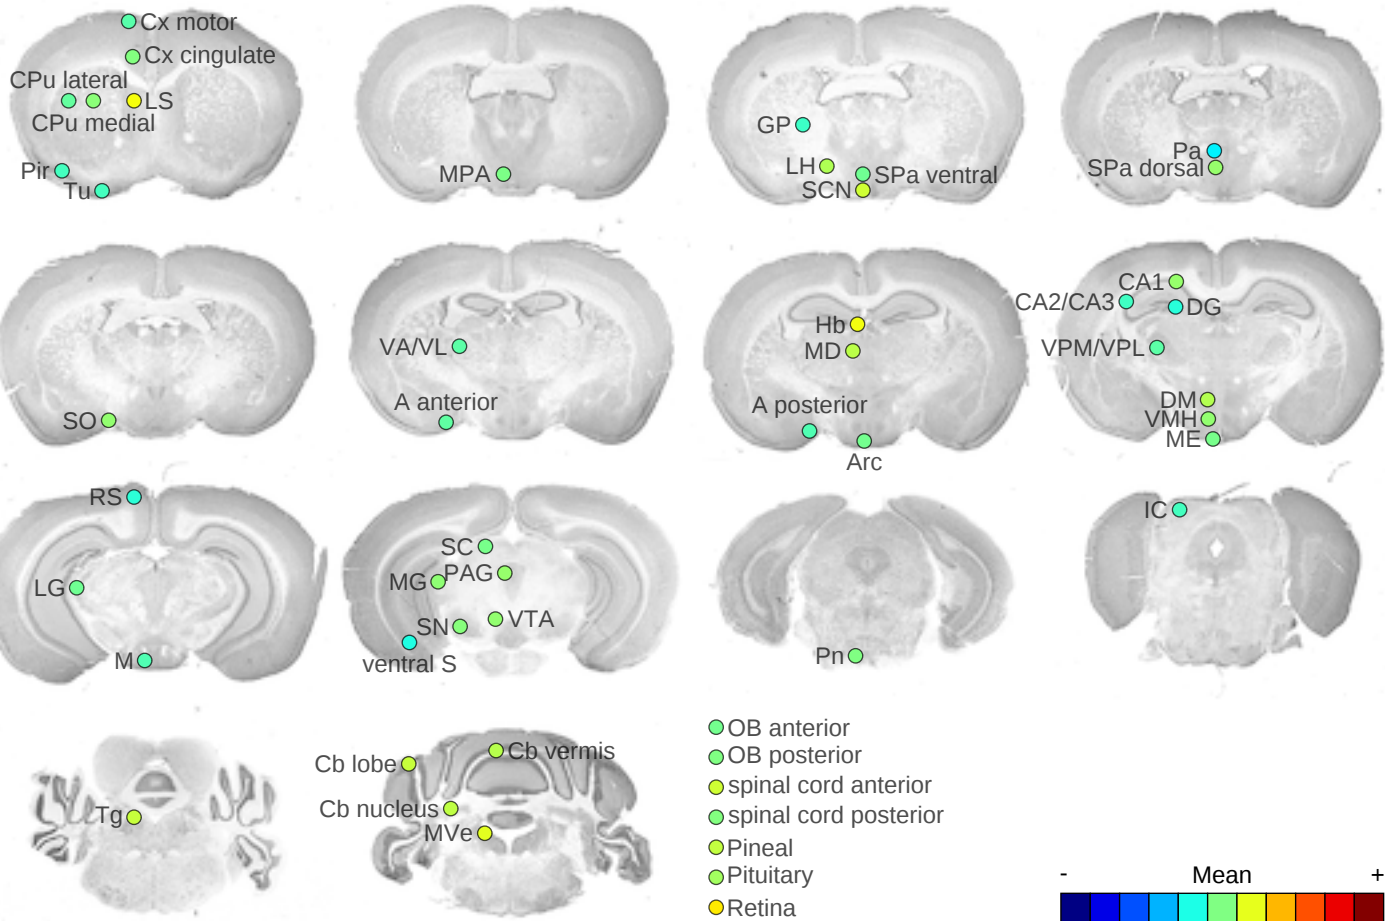 Cx motor
Cx cingulate
CPu lateral
LS
CPu medial
Pir
Tu
MPA
GP
LH
SPa ventral
SCN
Pa
SPa dorsal
SO
VA/VL
A anterior
Hb
MD
A posterior
Arc
CA1
CA2/CA3
DG
VPM/VPL
DM
VMH
ME
RS
LG
M
SC
MG
PAG
SN
VTA
ventral S
Pn
IC
Tg
Cb lobe
Cb vermis
Cb nucleus
MVe
OB anterior
OB posterior
spinal cord anterior
spinal cord posterior
Pineal
Pituitary
Retina
- Mean +